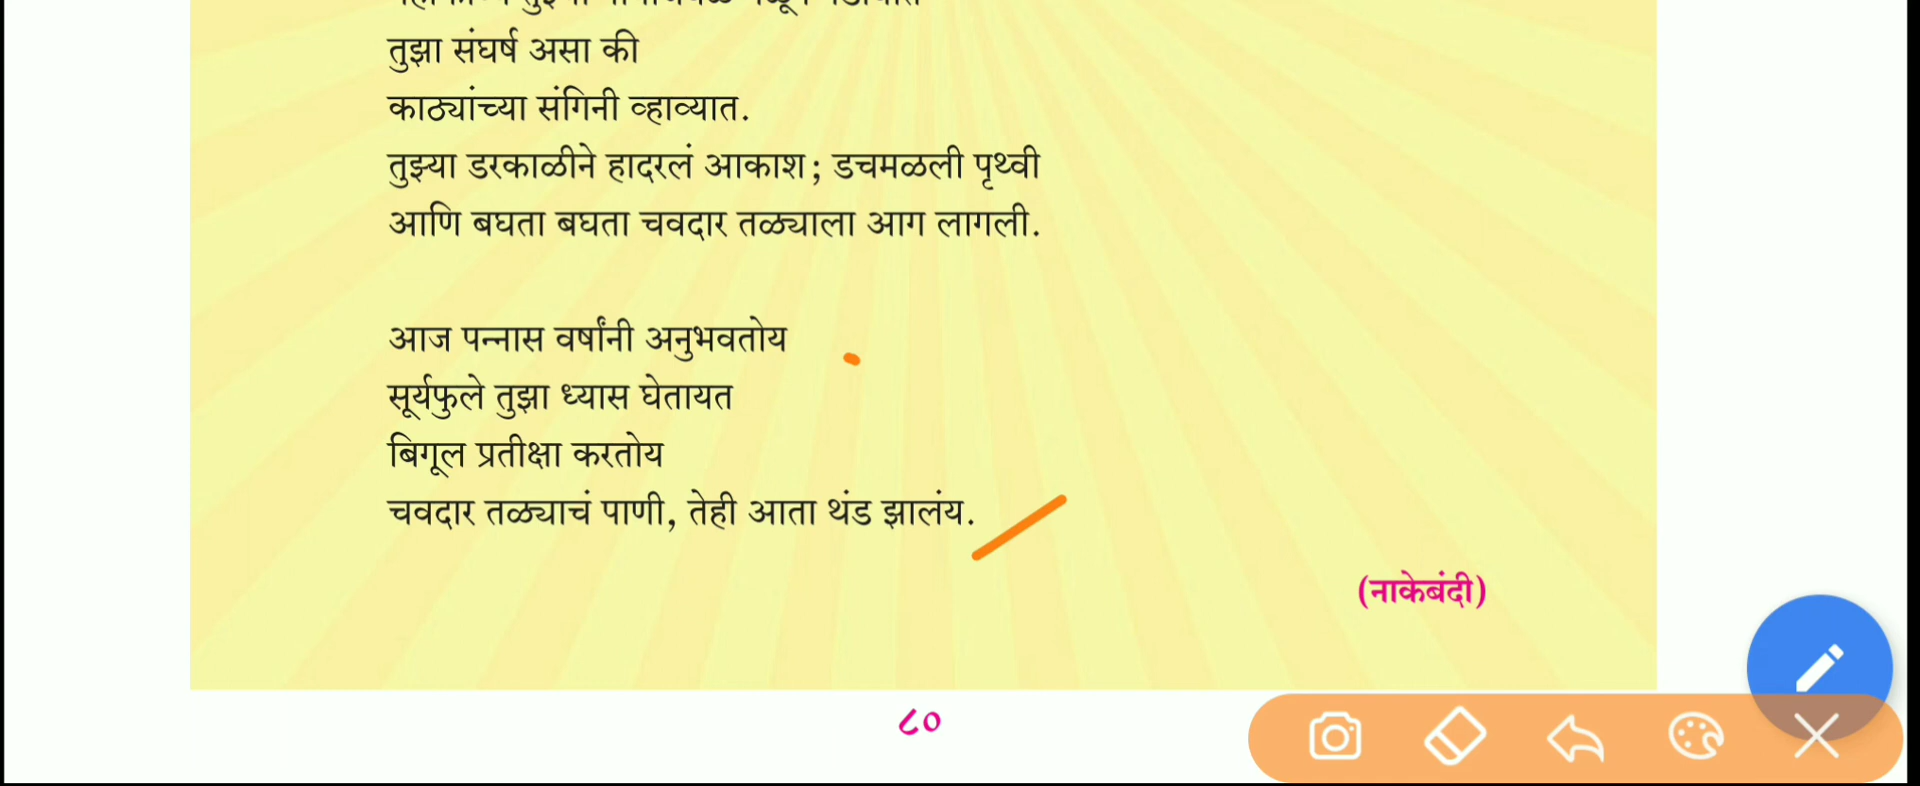 तुझा संघर्ष असा की
काठ्यांच्या संगिनी व्हाव्यात.
तुझ्या डरकाळीने हादरलं आकाश; डचमळली पृथ्वी
आणि बघता बघता चवदार तळ्याला आग लागली.
आज पन्नास वर्षांनी अनुभवतोय
सूर्यफुले तुझा ध्यास घेतायत
बिगूल प्रतीक्षा करतोय
चवदार तळ्याचं पाणी, तेही आता थंड झालंय.
(नाकेबंदी)
८०